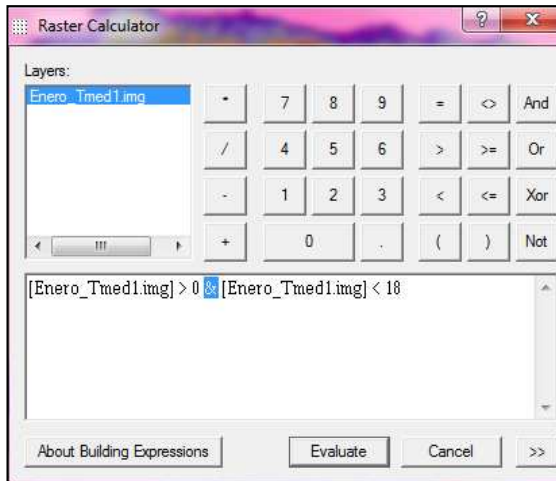 Raster Calculator
? X
Layers:
Enero_Tmed1.img
* 7 8 9 = <> And
/ 4 5 6 > >= Or
- 1 2 3 < <= Xor
+ 0 . ( ) Not
[Enero_Tmed1.img] > 0 & [Enero_Tmed1.img] < 18
About Building Expressions Evaluate Cancel >>